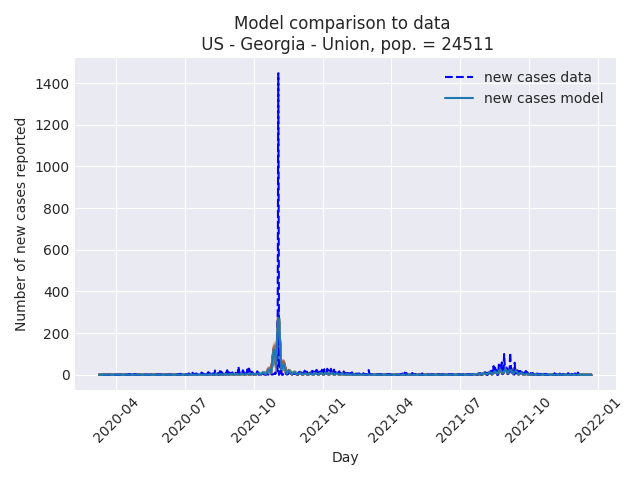 Model comparison to data
US - Georgia - Union, pop. = 24511
new cases data
new cases model
Number of new cases reported
1400
1200
1000
800
600
400
200
0
2020-04
2020-07
2020-10
2021-01
2021-04
2021-07
2021-10
2022-01
Day